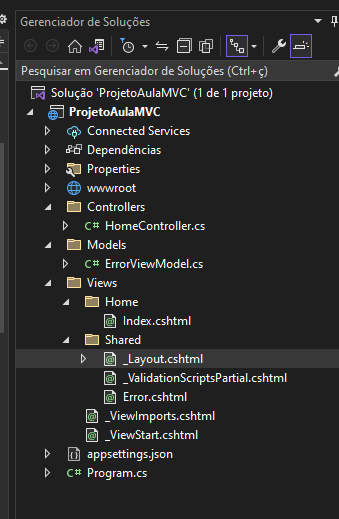 Gerenciador de Soluções
Pesquisar em Gerenciador de Soluções (Ctrl+ç)
Solução 'ProjetoAulaMVC' (1 de 1 projeto)
ProjetoAulaMVC
Connected Services
Dependências
Properties
wwwroot
Controllers
C# HomeController.cs
Models
C# ErrorViewModel.cs
Views
Home
Index.cshtml
Shared
_Layout.cshtml
_ValidationScriptsPartial.cshtml
Error.cshtml
_ViewImports.cshtml
_ViewStart.cshtml
appsettings.json
C# Program.cs